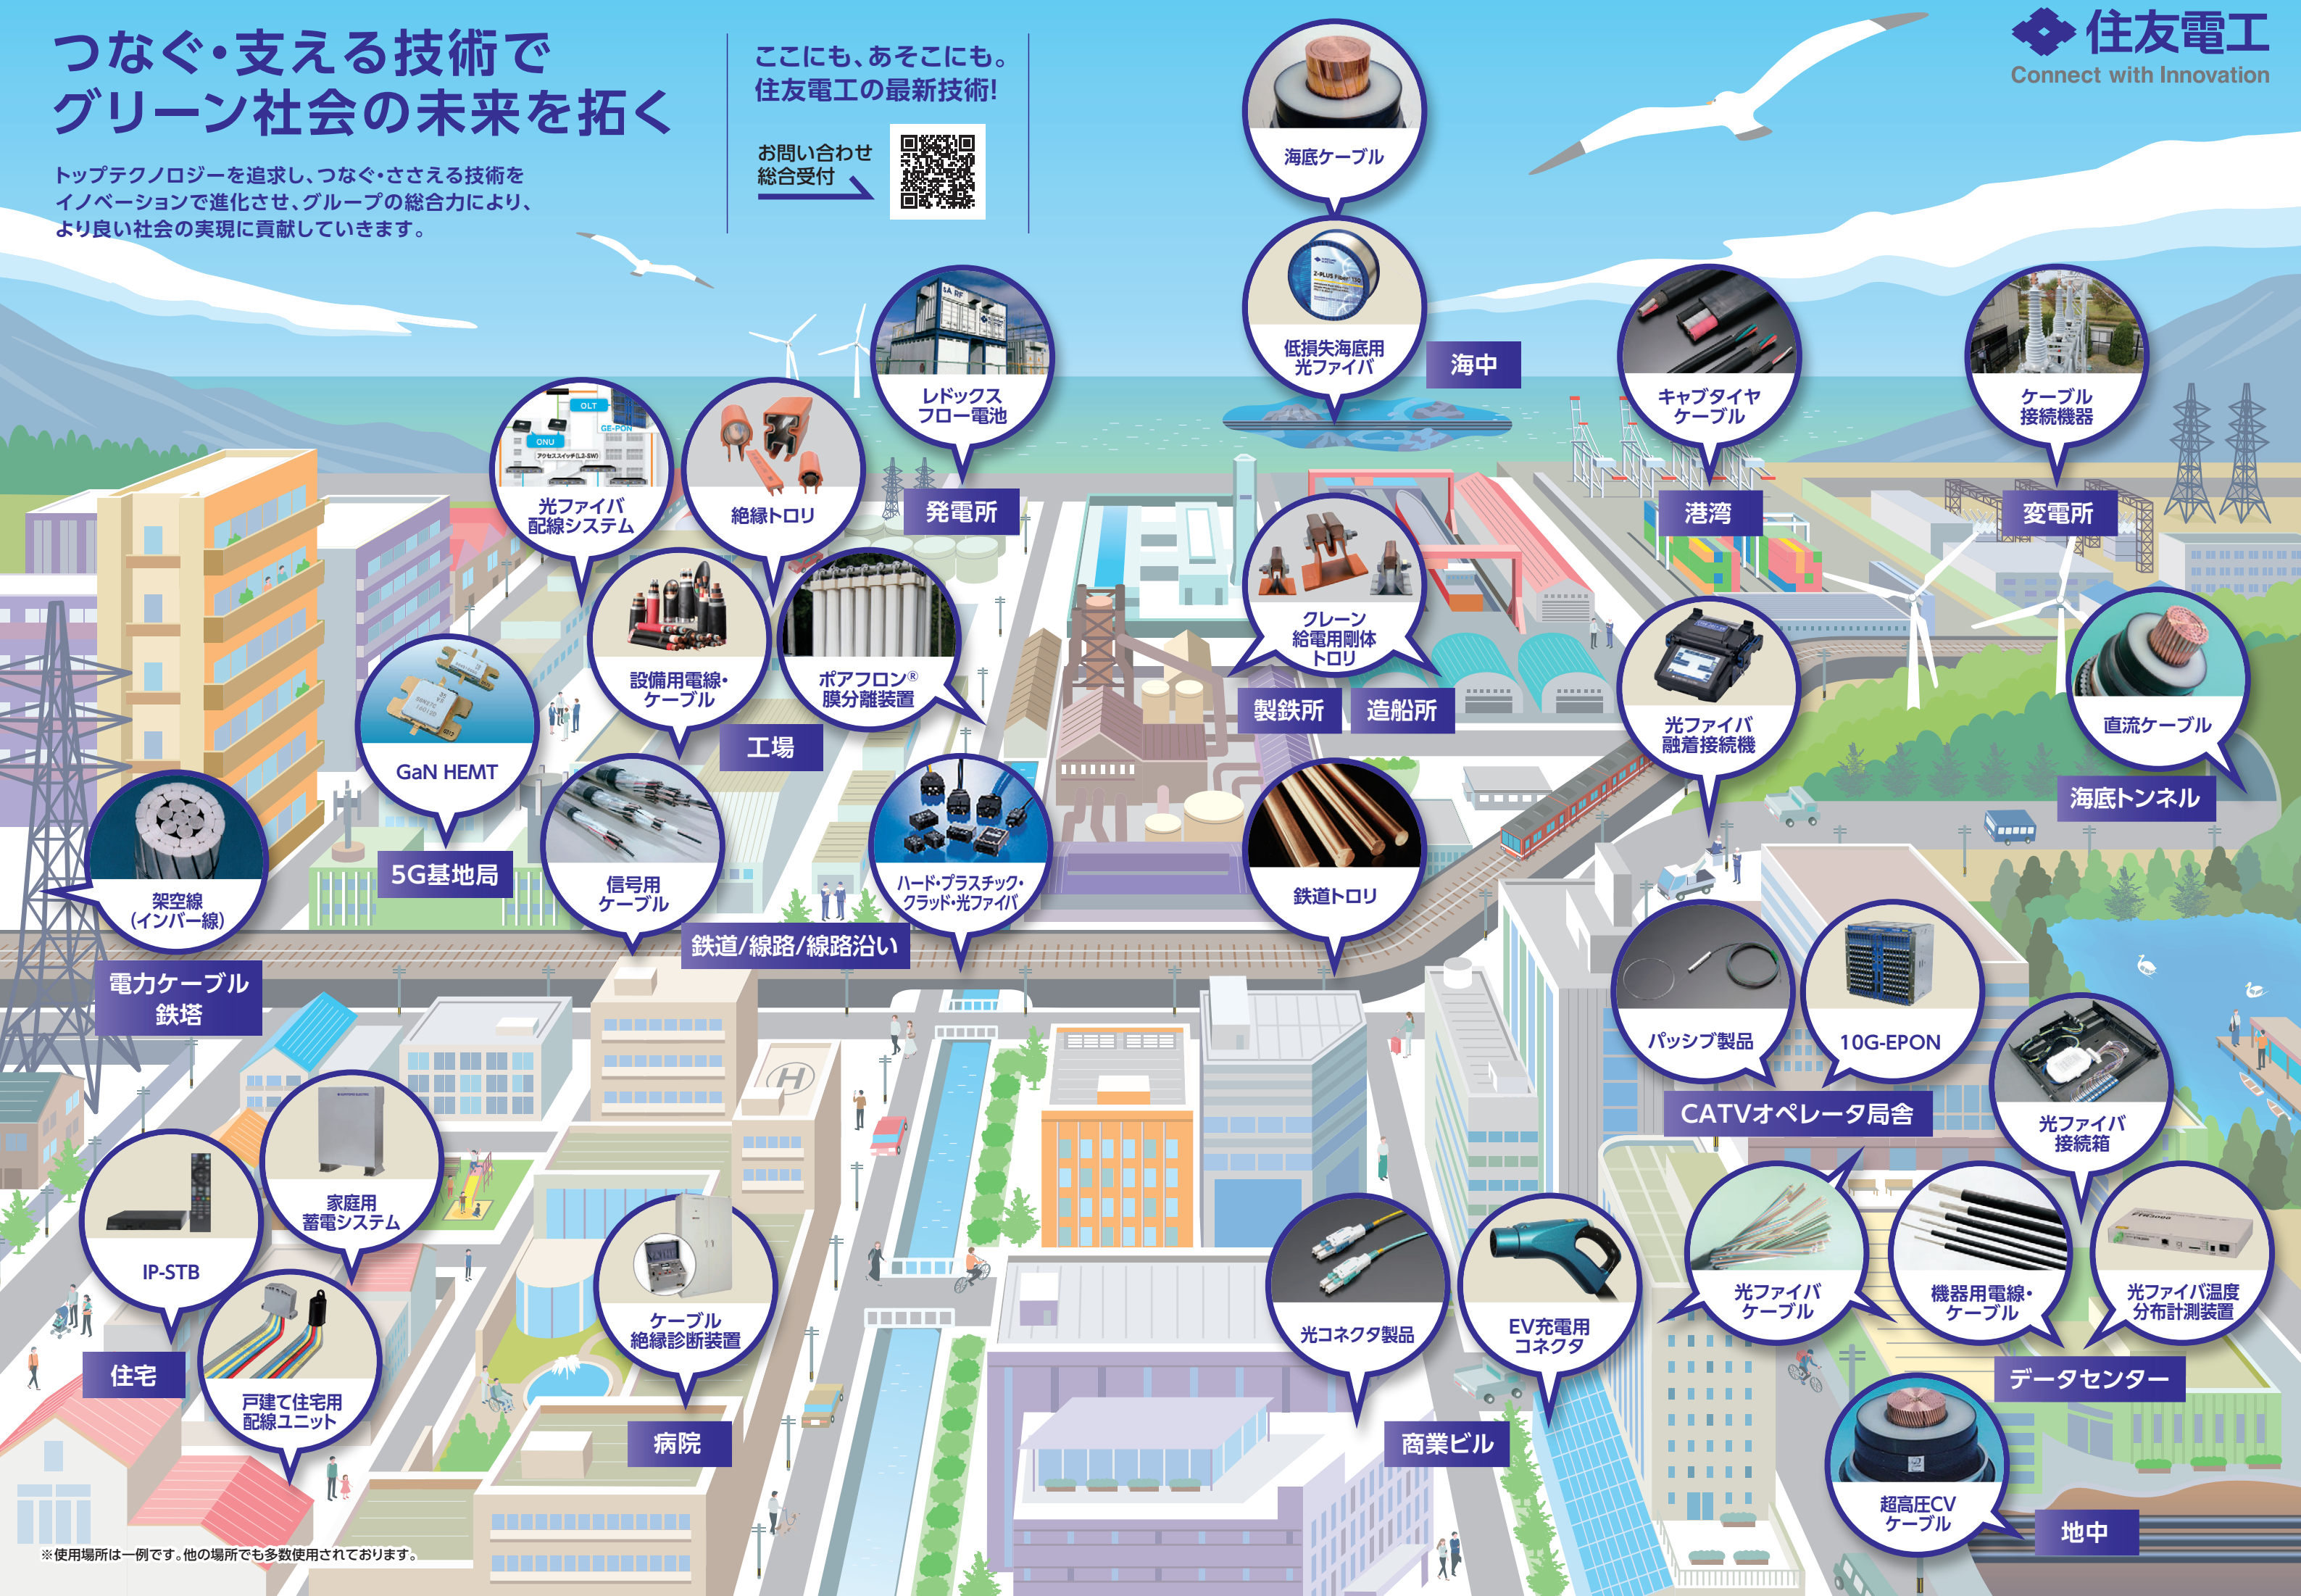 つなぐ・支える技術で
グリーン社会の未来を拓く
トップテクノロジーを追求し、つなぐ・ささえる技術を
イノベーションで進化させ、グループの総合力により、
より良い社会の実現に貢献していきます。
ここにも、あそこにも。
住友電工の最新技術!
お問い合わせ
総合受付
住友電工
Connect with Innovation
海底ケーブル
Z-PLUS Fiber
低損失海底用
光ファイバ
海中
レドックス
フロー電池
発電所
キャブタイヤ
ケーブル
港湾
ケーブル
接続機器
変電所
OLT
GE-PON
ONU
アクセススイッチ(L2-SW)
光ファイバ
配線システム
絶縁トロリ
設備用電線・
ケーブル
ポアフロン®
膜分離装置
工場
クレーン
給電用剛体
トロリ
製鉄所
造船所
光ファイバ
融着接続機
直流ケーブル
海底トンネル
GaN HEMT
5G基地局
架空線
(インバー線)
電力ケーブル
鉄塔
信号用
ケーブル
ハード・プラスチック・
クラッド・光ファイバ
鉄道トロリ
鉄道/線路/線路沿い
パッシブ製品
10G-EPON
CATVオペレータ局舎
光ファイバ
接続箱
H
家庭用
蓄電システム
IP-STB
戸建て住宅用
配線ユニット
住宅
ケーブル
絶縁診断装置
病院
光コネクタ製品
EV充電用
コネクタ
商業ビル
光ファイバ
ケーブル
機器用電線・
ケーブル
光ファイバ温度
分布計測装置
データセンター
超高圧CV
ケーブル
地中
※使用場所は一例です。他の場所でも多数使用されております。